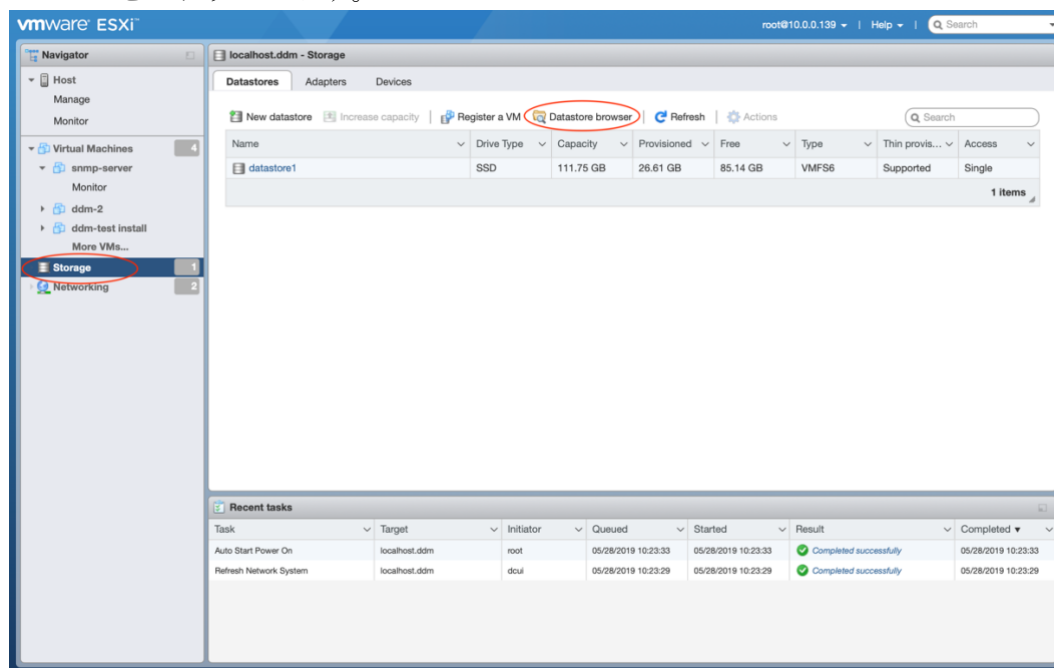 vmware ESXi
root@10.0.0.139 | Help | Search
Navigator
Host
Manage
Monitor
Virtual Machines 4
snmp-server
Monitor
ddm-2
ddm-test install
More VMs...
Storage 1
Networking 2
localhost.ddm - Storage
Datastores Adapters Devices
New datastore Increase capacity | Register a VM Datastore browser | Refresh | Actions Search
Name Drive Type Capacity Provisioned Free Type Thin provis... Access
datastore1 SSD 111.75 GB 26.61 GB 85.14 GB VMFS6 Supported Single
1 items
Recent tasks
Task Target Initiator Queued Started Result Completed
Auto Start Power On localhost.ddm root 05/28/2019 10:23:33 05/28/2019 10:23:33 Completed successfully 05/28/2019 10:23:33
Refresh Network System localhost.ddm dcui 05/28/2019 10:23:29 05/28/2019 10:23:29 Completed successfully 05/28/2019 10:23:29